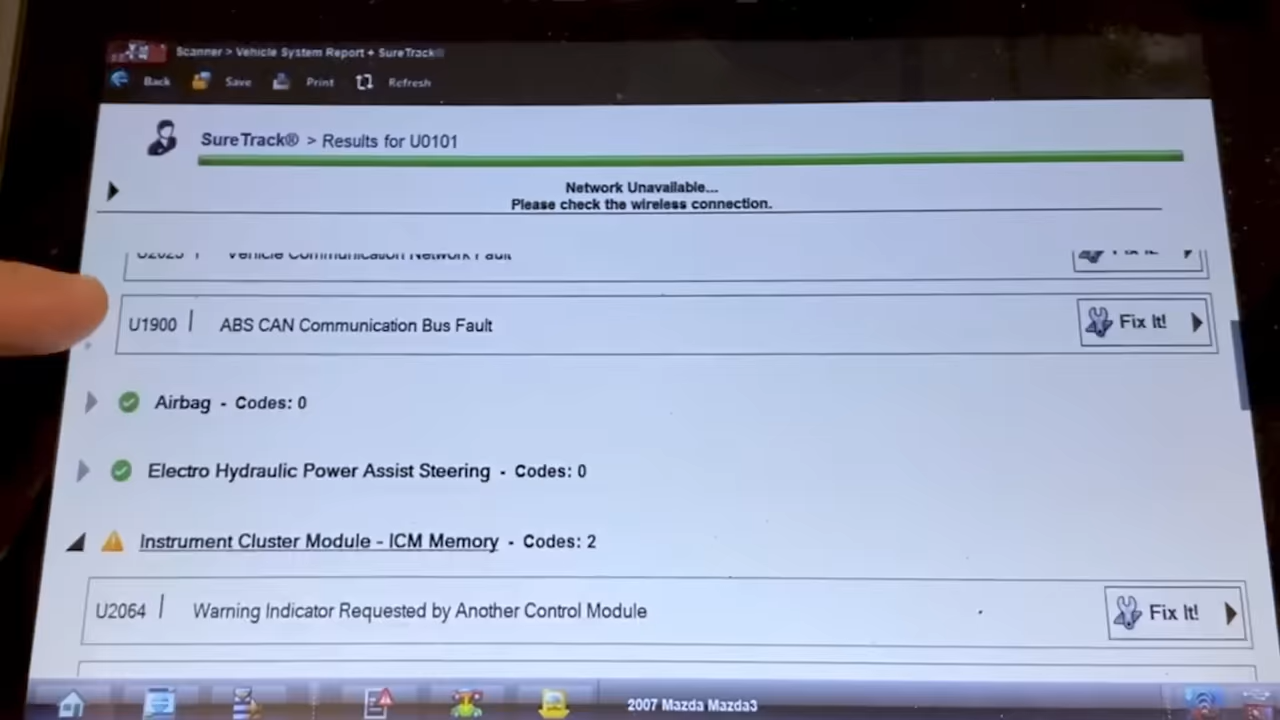 Scanner > Vehicle System Report + SureTrack®
Back Save Print Refresh
SureTrack® > Results for U0101
Network Unavailable...
Please check the wireless connection.
Vehicle Communication Network Fault
U1900 | ABS CAN Communication Bus Fault Fix It!
Airbag - Codes: 0
Electro Hydraulic Power Assist Steering - Codes: 0
Instrument Cluster Module - ICM Memory - Codes: 2
U2064 | Warning Indicator Requested by Another Control Module Fix It!
2007 Mazda Mazda3